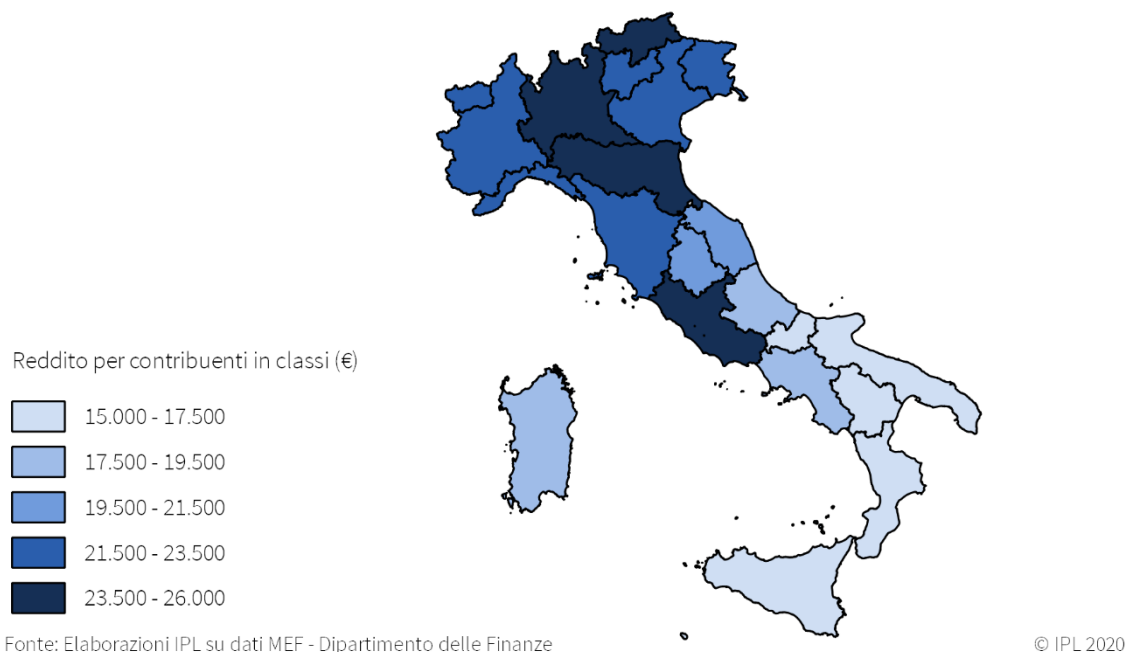 Reddito per contribuenti in classi (€)
15.000 - 17.500
17.500 - 19.500
19.500 - 21.500
21.500 - 23.500
23.500 - 26.000
Fonte: Elaborazioni IPL su dati MEF - Dipartimento delle Finanze
© IPL 2020